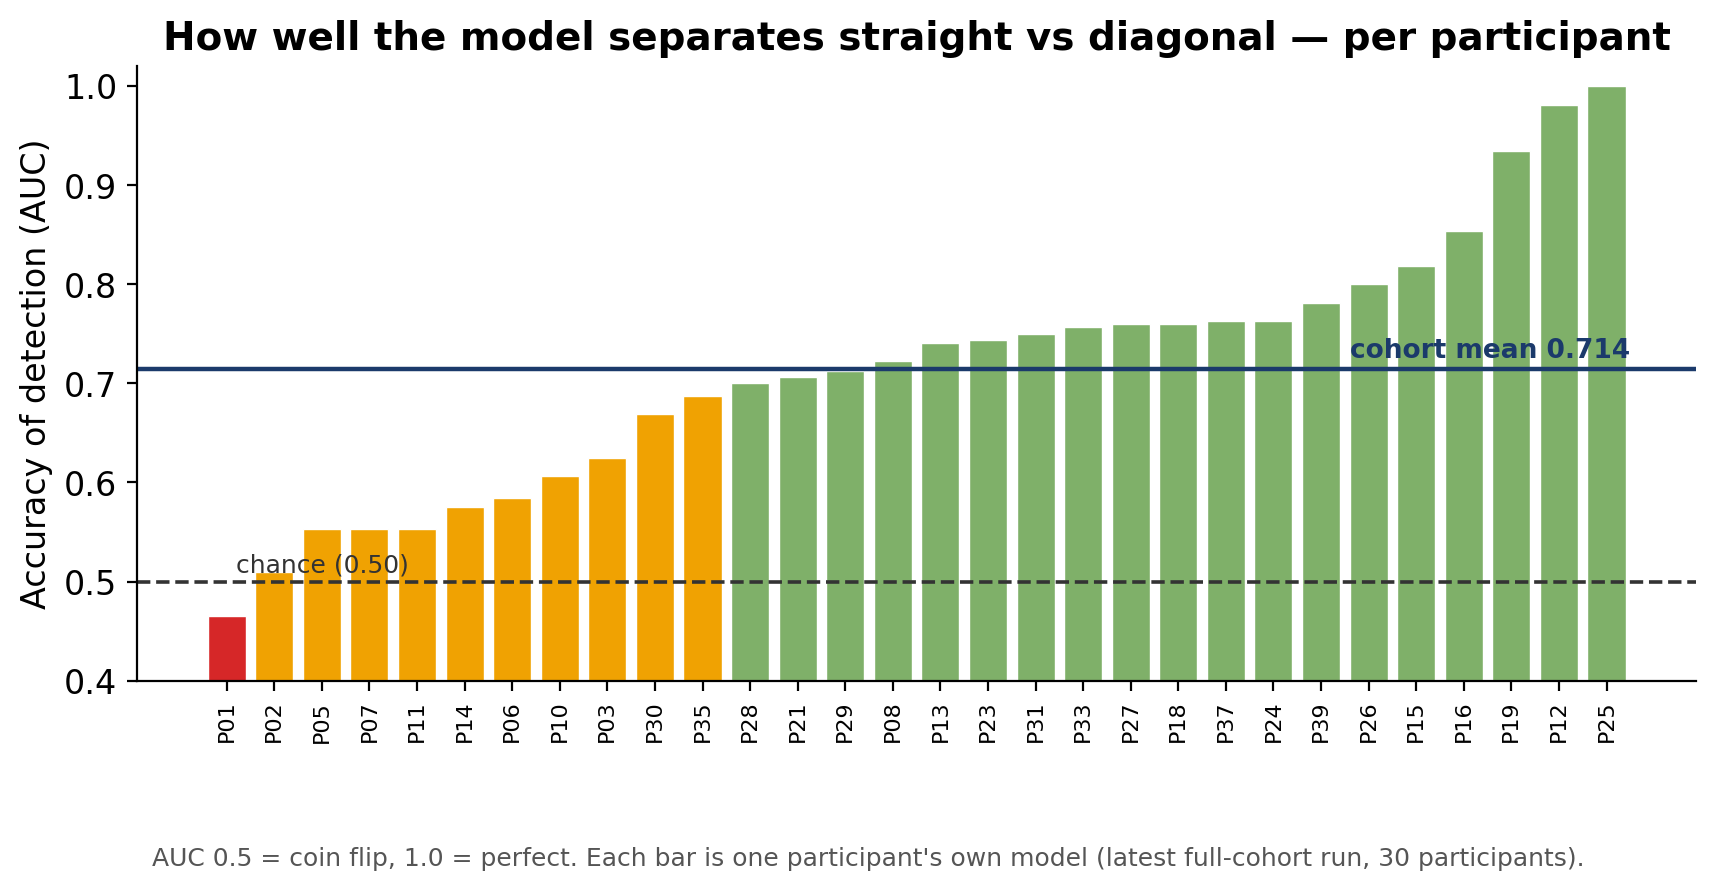 How well the model separates straight vs diagonal — per participant
Accuracy of detection (AUC)
1.0
0.9
0.8
0.7
0.6
0.5
0.4
cohort mean 0.714
chance (0.50)
P01 P02 P05 P07 P11 P14 P06 P10 P03 P30 P35 P28 P21 P29 P08 P13 P23 P31 P33 P27 P18 P37 P24 P39 P26 P15 P16 P19 P12 P25
AUC 0.5 = coin flip, 1.0 = perfect. Each bar is one participant's own model (latest full-cohort run, 30 participants).